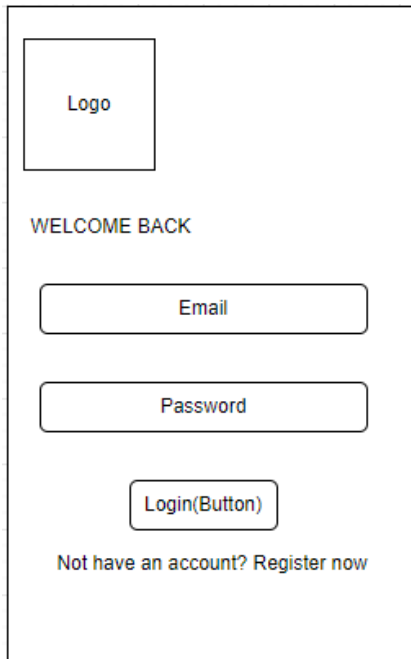 Logo
WELCOME BACK
Email
Password
Login(Button)
Not have an account? Register now